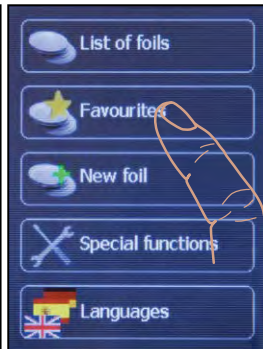 List of foils
Favourites
New foil
Special functions
Languages